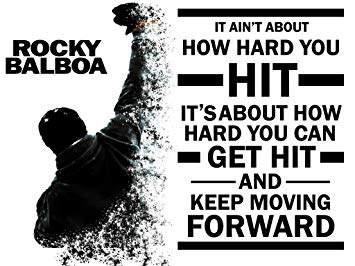 ROCKY
BALBOA
IT AIN'T ABOUT
HOW HARD YOU
HIT
IT'S ABOUT HOW
HARD YOU CAN
GET HIT
AND
KEEP MOVING
FORWARD